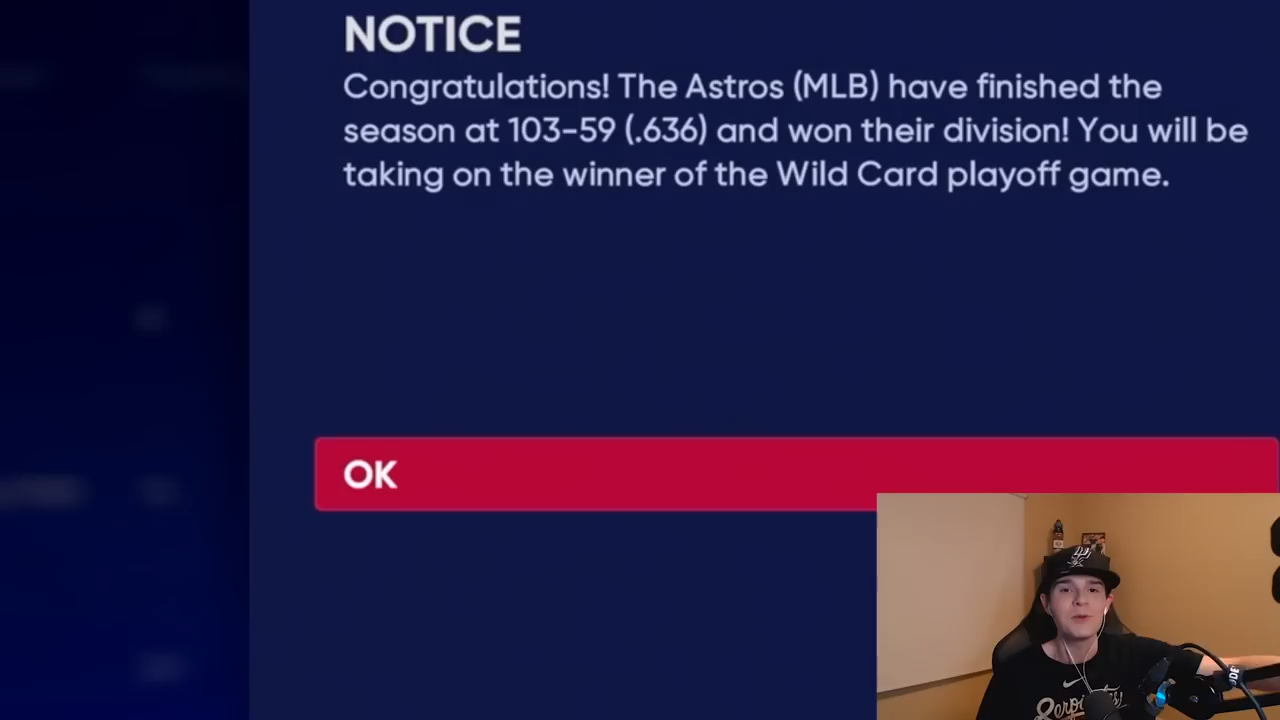 NOTICE
Congratulations! The Astros (MLB) have finished the
season at 103-59 (.636) and won their division! You will be
taking on the winner of the Wild Card playoff game.
OK